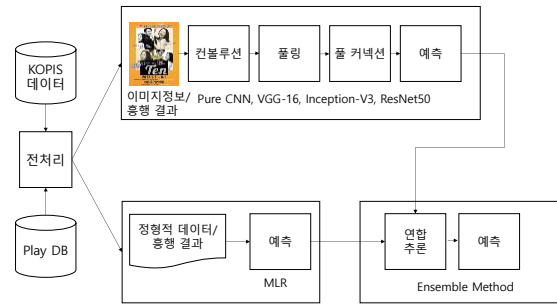 KOPIS
데이터
전처리
Play DB
Ten
컨볼루션
풀링
풀 커넥션
예측
이미지정보/
흥행 결과
Pure CNN, VGG-16, Inception-V3, ResNet50
정형적 데이터/
흥행 결과
예측
MLR
연합
추론
예측
Ensemble Method